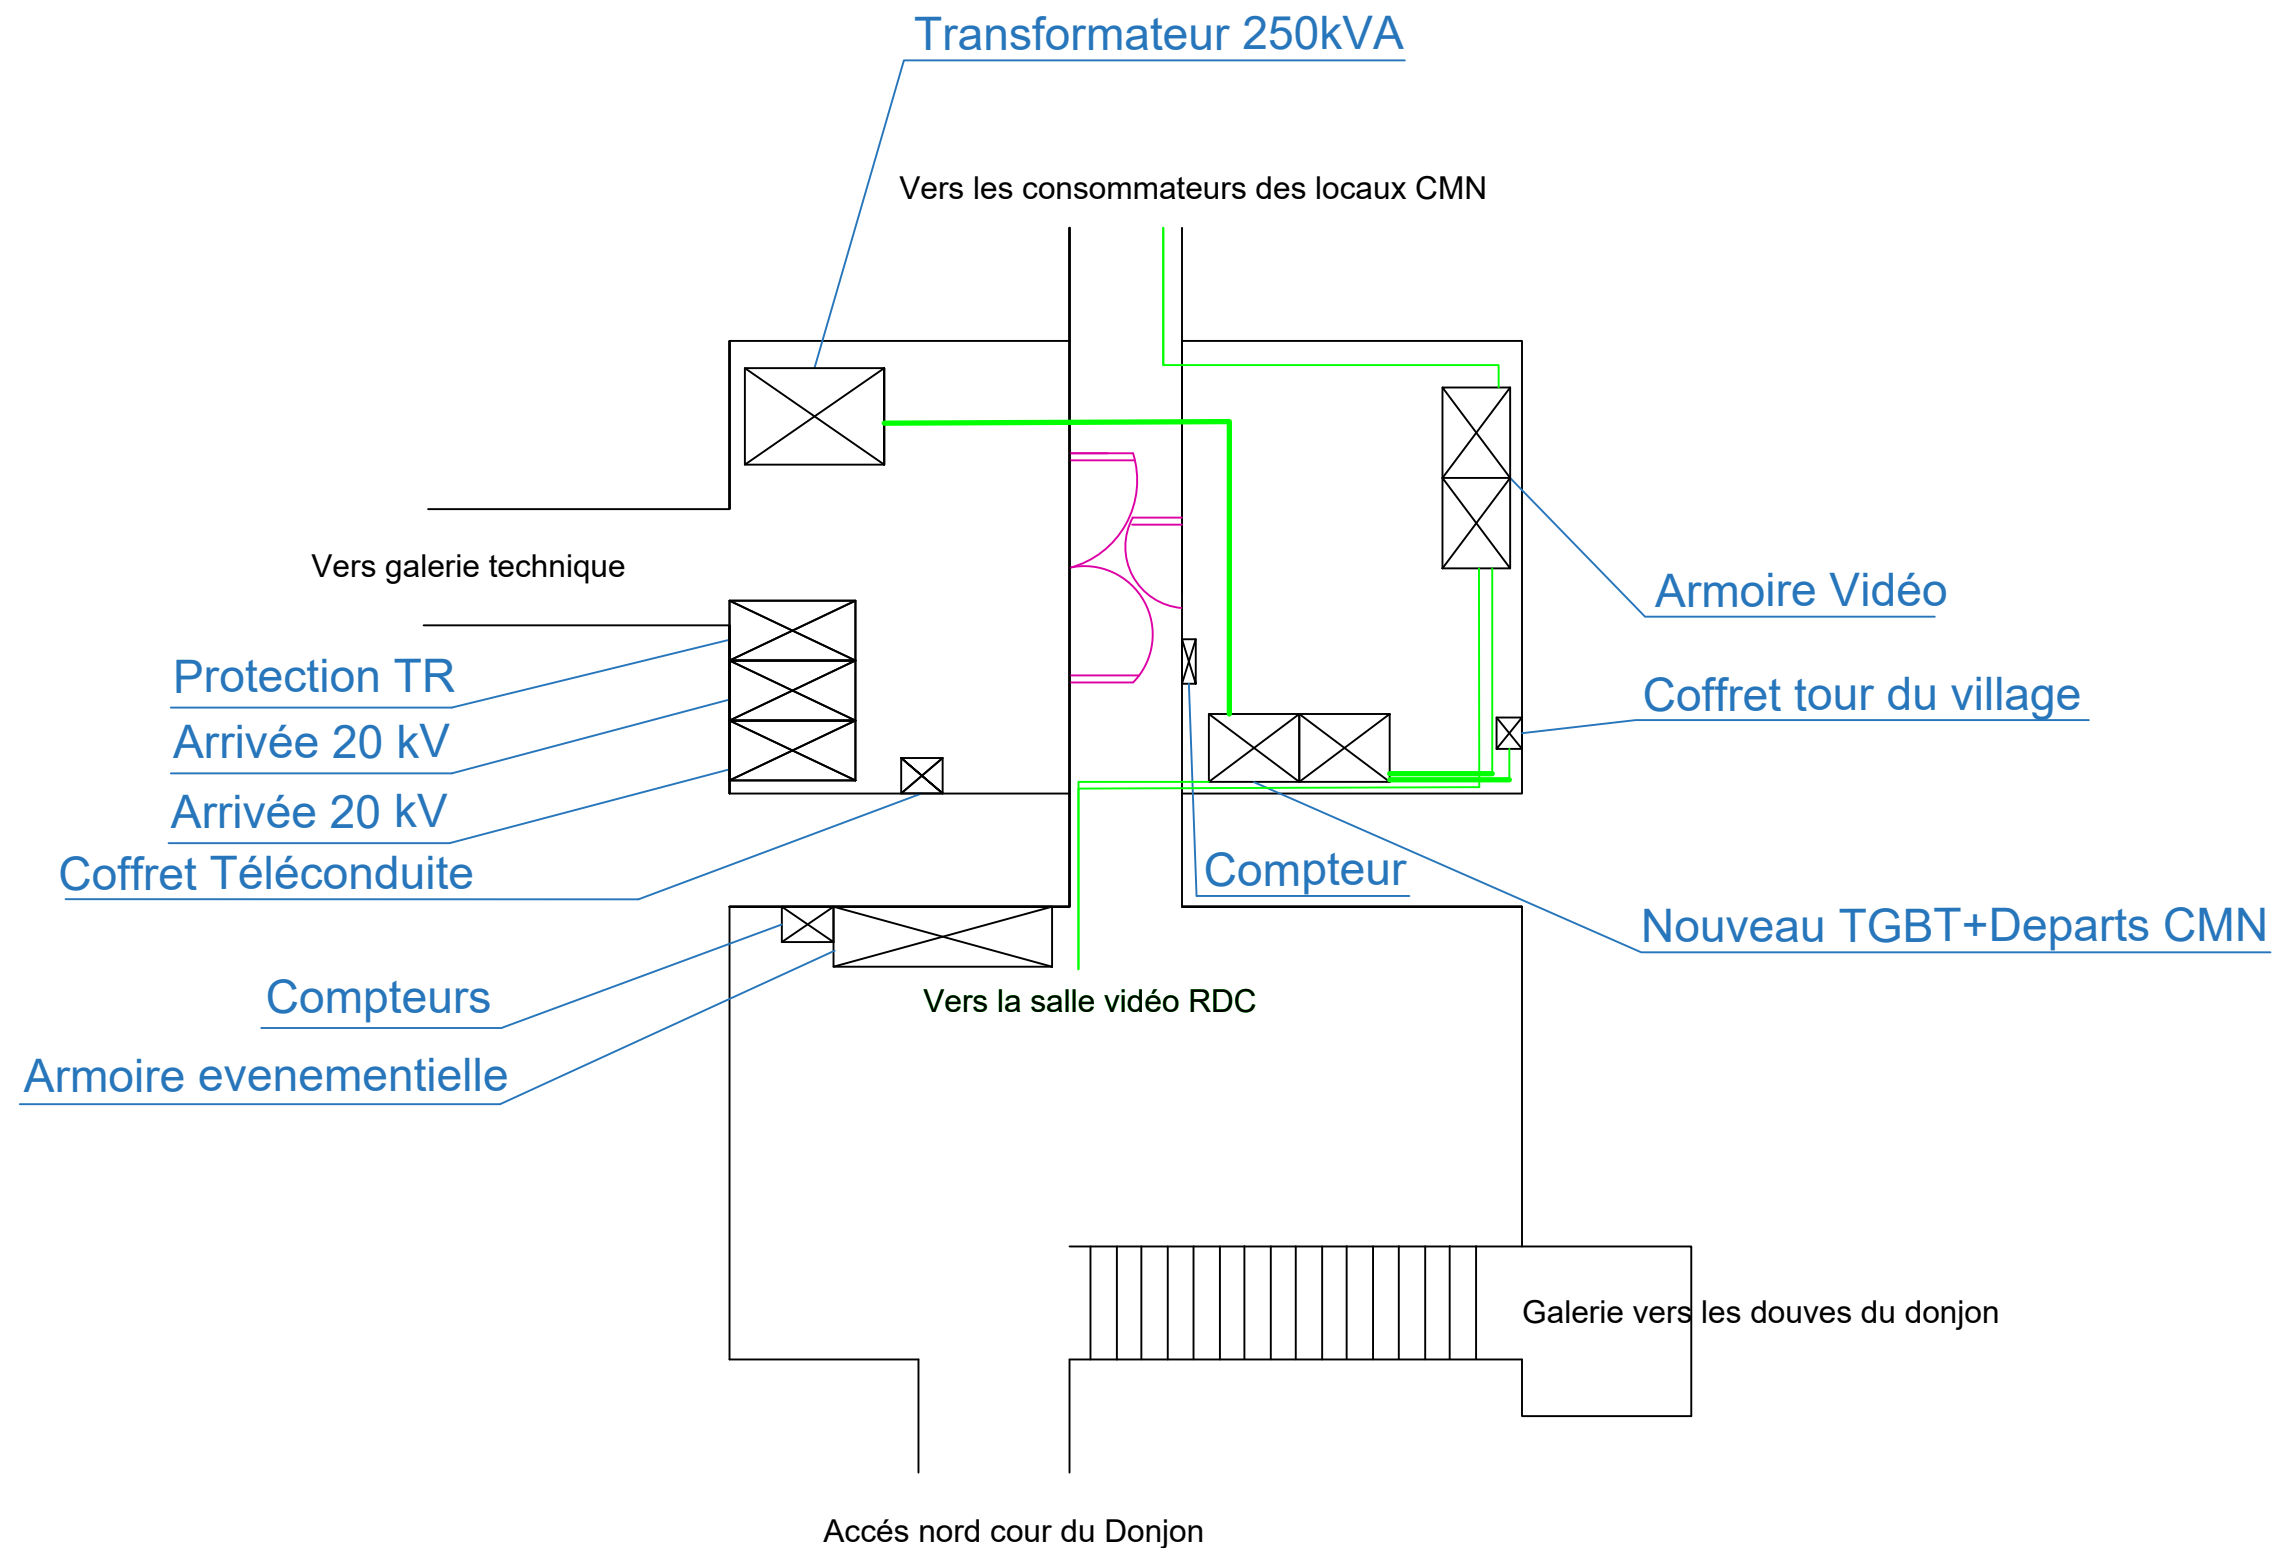 Transformateur 250kVA
Vers les consommateurs des locaux CMN
Vers galerie technique
Armoire Vidéo
Protection TR
Coffret tour du village
Arrivée 20 kV
Arrivée 20 kV
Coffret Téléconduite
Compteur
Nouveau TGBT+Departs CMN
Compteurs
Vers la salle vidéo RDC
Armoire evenementielle
Galerie vers les douves du donjon
Accés nord cour du Donjon